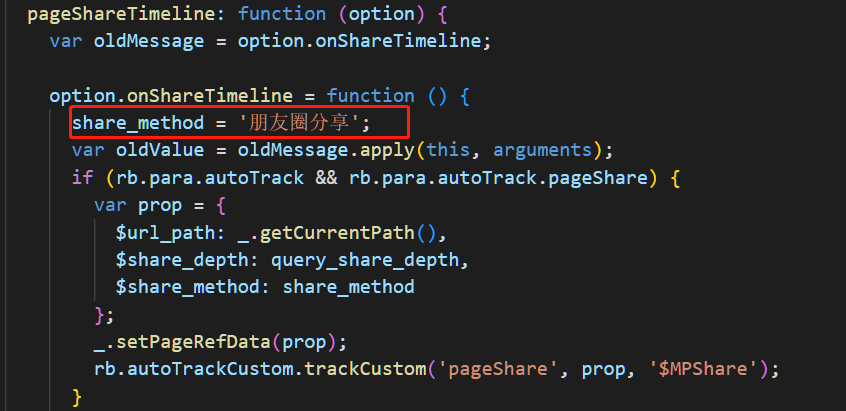 pageShareTimeline: function (option) {
var oldMessage = option.onShareTimeline;
option.onShareTimeline = function () {
share_method = '朋友圈分享';
var oldValue = oldMessage.apply(this, arguments);
if (rb.para.autoTrack && rb.para.autoTrack.pageShare) {
var prop = {
$url_path: _.getCurrentPath(),
$share_depth: query_share_depth,
$share_method: share_method
};
_.setPageRefData(prop);
rb.autoTrackCustom.trackCustom('pageShare', prop, '$MPShare');
}